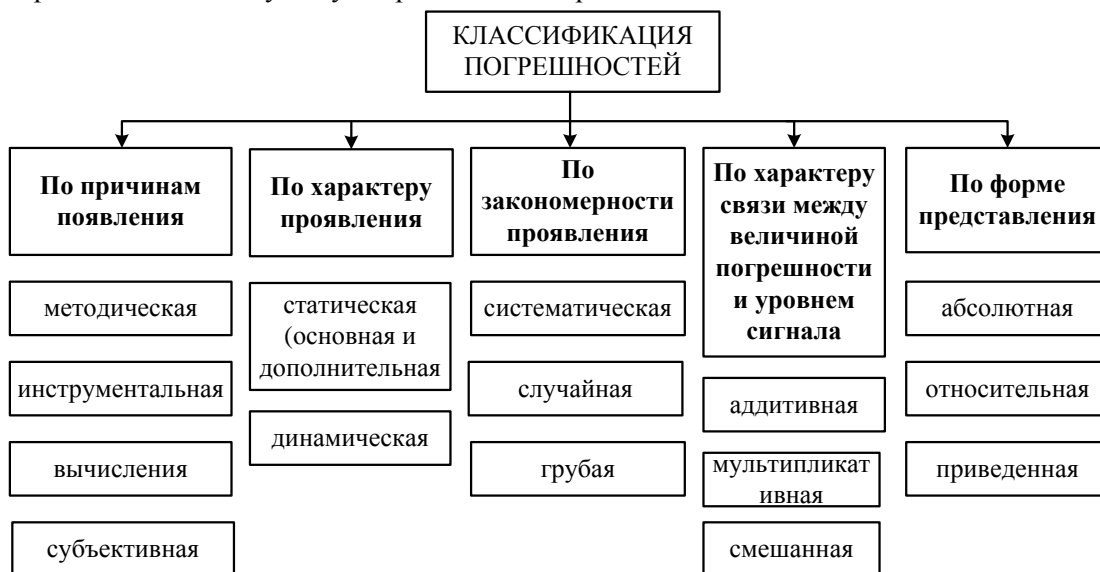 КЛАССИФИКАЦИЯ
ПОГРЕШНОСТЕЙ
По причинам
появления
методическая
инструментальная
вычисления
субъективная
По характеру
проявления
статическая
(основная и
дополнительная
динамическая
По
закономерности
проявления
систематическая
случайная
грубая
По характеру
связи между
величиной
погрешности
и уровнем
сигнала
аддитивная
мультипликат
ивная
смешанная
По форме
представления
абсолютная
относительная
приведенная